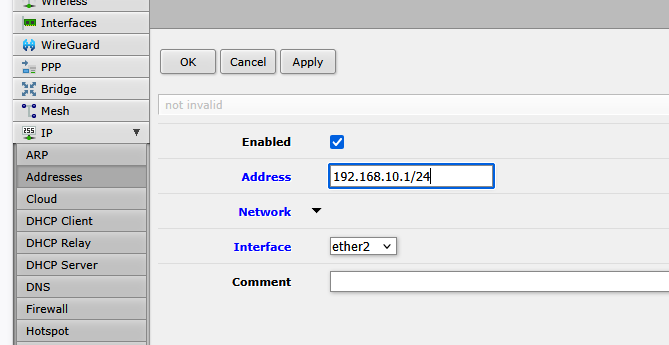 Wireless
Interfaces
WireGuard
PPP
Bridge
Mesh
255
IP
ARP
Addresses
Cloud
DHCP Client
DHCP Relay
DHCP Server
DNS
Firewall
Hotspot
OK Cancel Apply
not invalid
Enabled
Address 192.168.10.1/24
Network
Interface ether2
Comment